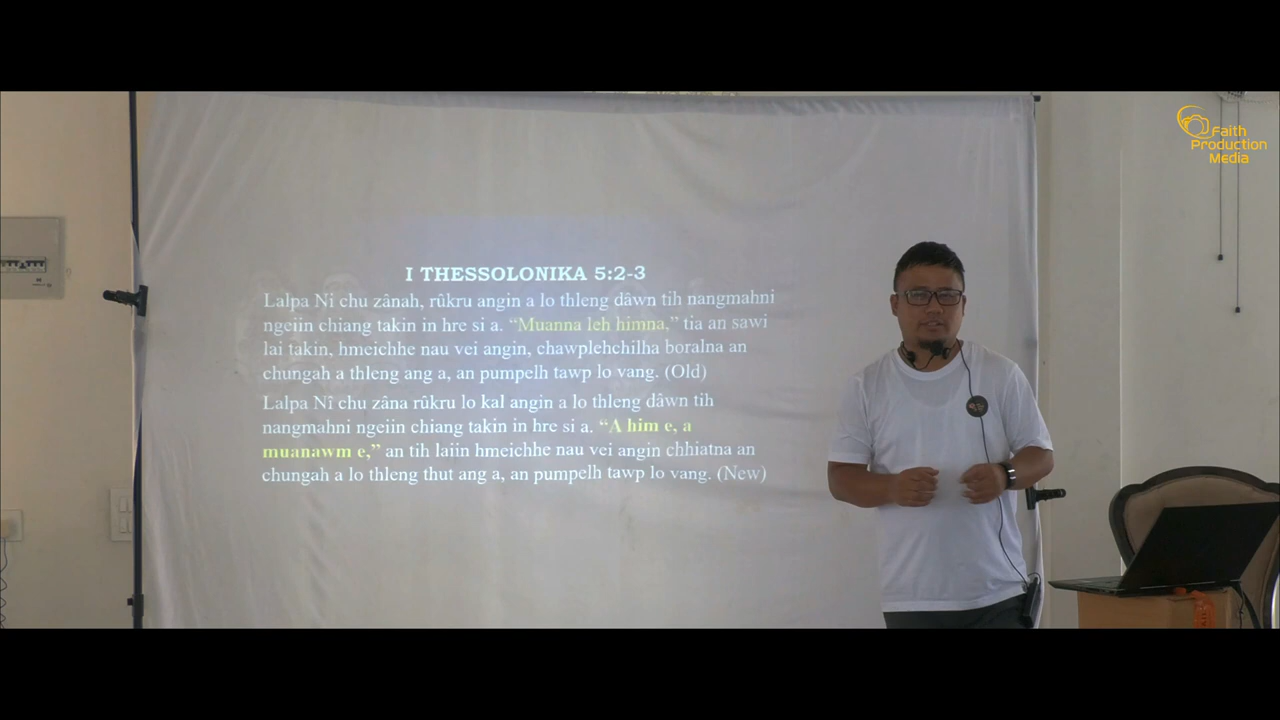 Faith
Production
Media
I THESSOLONIKA 5:2-3
Lalpa Nî chu zânah, rûkru angin a lo thleng dâwn tih nangmahni
ngeiin chiang takin in hre si a. “Muanna leh himna,” tia an sawi
lai takin, hmeichhe nau vei angin, chawplehchilha boralna an
chungah a thleng ang a, an pumpelh tawp lo vang. (Old)
Lalpa Nî chu zâna rûkru lo kal angin a lo thleng dâwn tih
nangmahni ngeiin chiang takin in hre si a. “A him e, a
muanawm e,” an tih laiin hmeichhe nau vei angin chhiatna an
chungah a lo thleng thut ang a, an pumpelh tawp lo vang. (New)